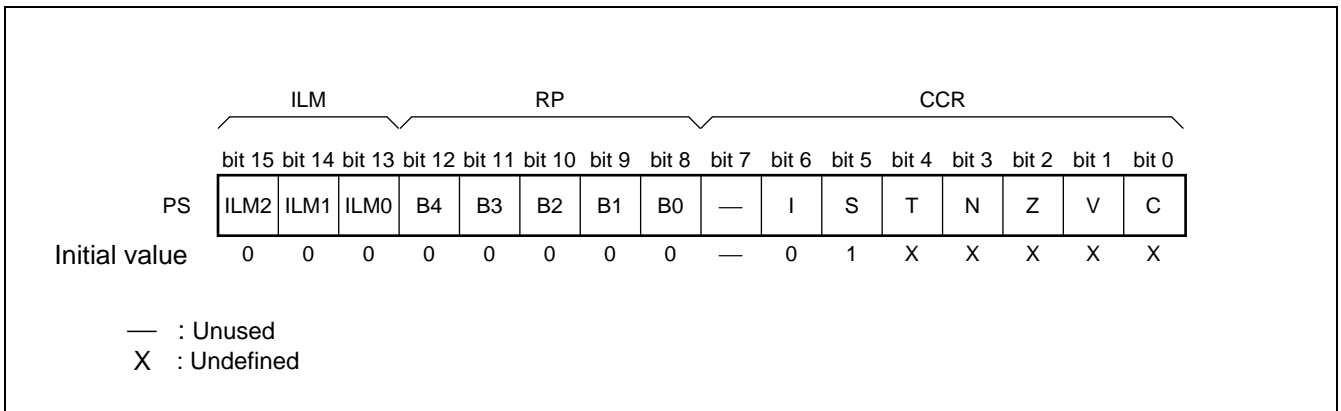 ILM RP CCR
bit 15 bit 14 bit 13 bit 12 bit 11 bit 10 bit 9 bit 8 bit 7 bit 6 bit 5 bit 4 bit 3 bit 2 bit 1 bit 0
PS ILM2 ILM1 ILM0 B4 B3 B2 B1 B0 — I S T N Z V C
Initial value 0 0 0 0 0 0 0 0 — 0 1 X X X X X
— : Unused
X : Undefined